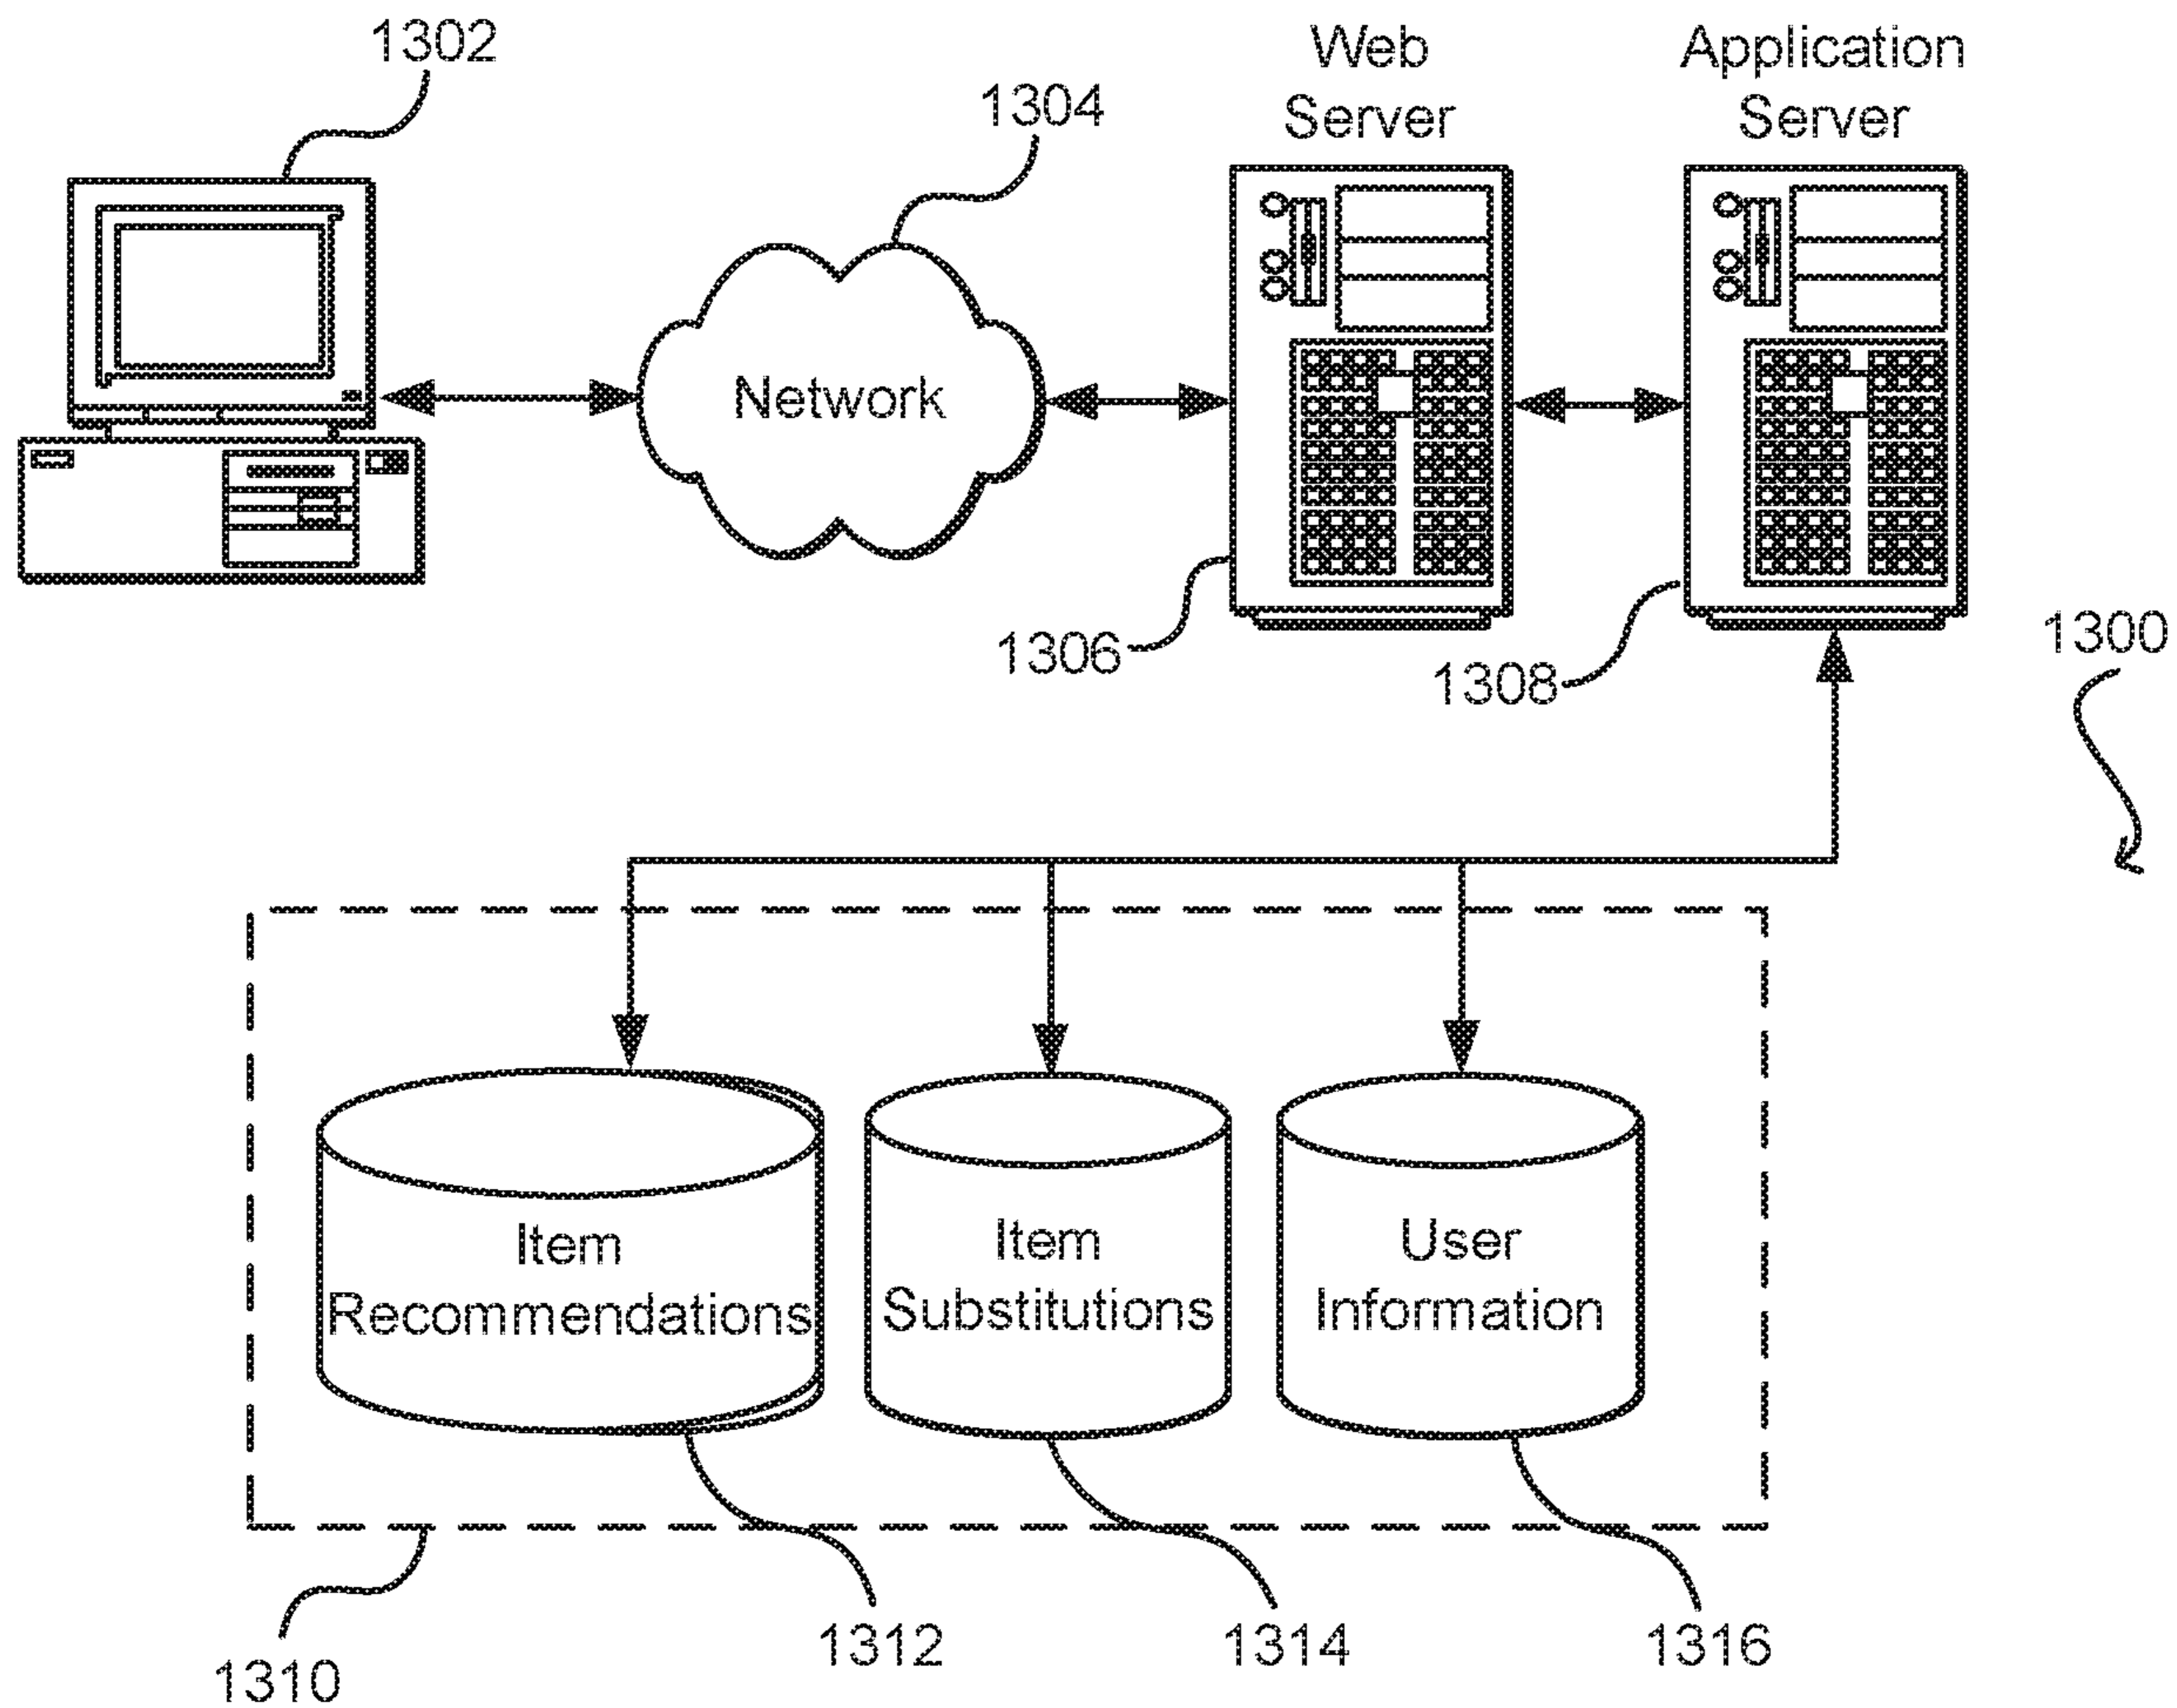 1302
1304
Web
Server
Application
Server
Network
1306
1308
1300
Item
Recommendations
Item
Substitutions
User
Information
1310
1312
1314
1316